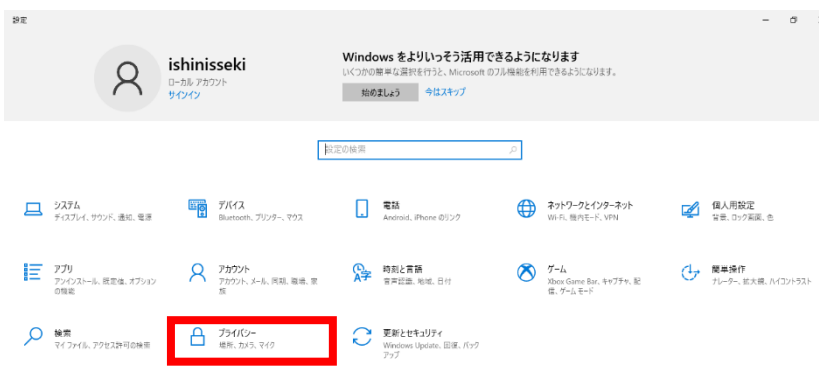 設定
ishinisseki
ローカル アカウント
サインイン
Windows をよりいっそう活用できるようになります
いくつかの簡単な選択を行うと、Microsoft のフル機能を利用できるようになります。
始めましょう 今はスキップ
設定の検索
システム
ディスプレイ、サウンド、通知、電源
デバイス
Bluetooth、プリンター、マウス
電話
Android、iPhone のリンク
ネットワークとインターネット
Wi-Fi、機内モード、VPN
個人用設定
背景、ロック画面、色
アプリ
アンインストール、既定値、オプション
の機能
アカウント
アカウント、メール、同期、職場、家
族
時刻と言語
音声認識、地域、日付
ゲーム
Xbox Game Bar、キャプチャ、配
信、ゲーム モード
簡単操作
ナレーター、拡大鏡、ハイコントラスト
検索
マイ ファイル、アクセス許可の検索
プライバシー
場所、カメラ、マイク
更新とセキュリティ
Windows Update、回復、バック
アップ